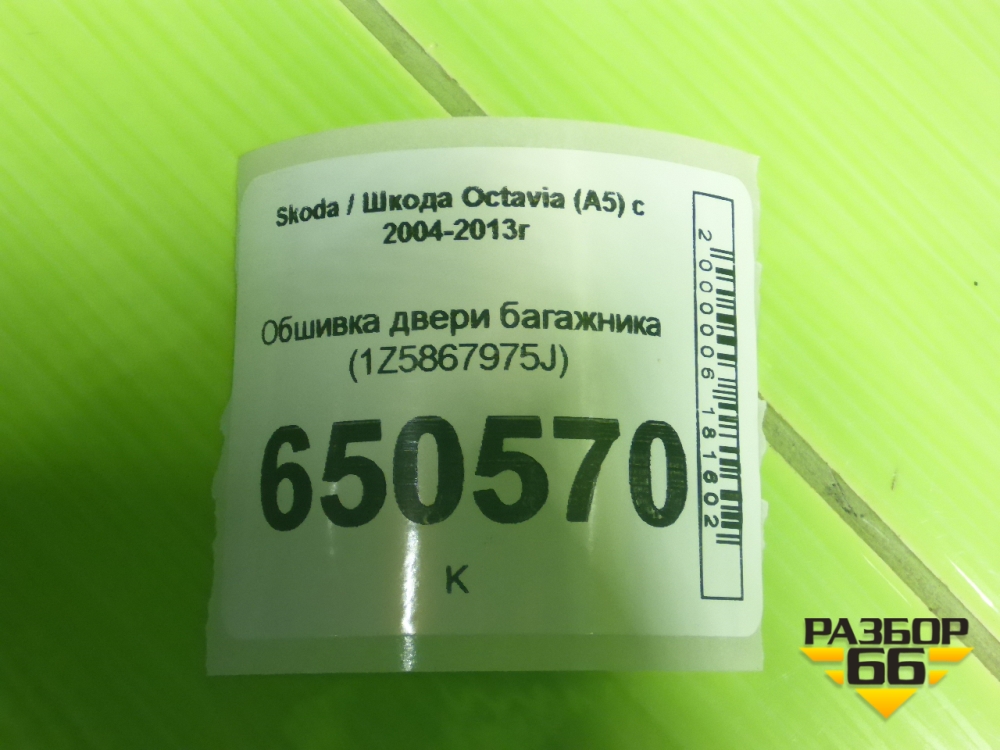 Skoda / Шкода Octavia (A5) с
2004-2013г
Обшивка двери багажника
(1Z5867975J)
650570
К
2000006181602
РАЗБОР
66